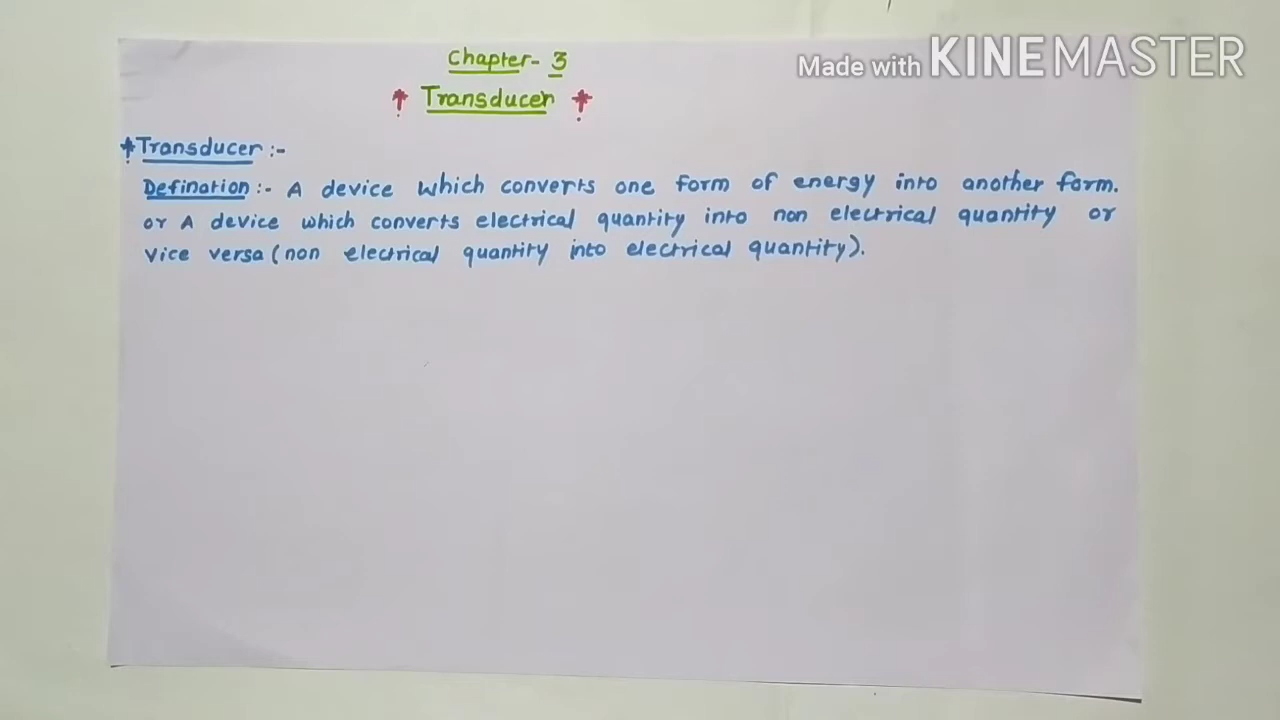 Chapter- 3
Made with KINEMASTER
Transducer
Transducer :-
Defination :- A device which converts one form of energy into another form.
or A device which converts electrical quantity into non electrical quantity or
vice versa (non electrical quantity into electrical quantity).